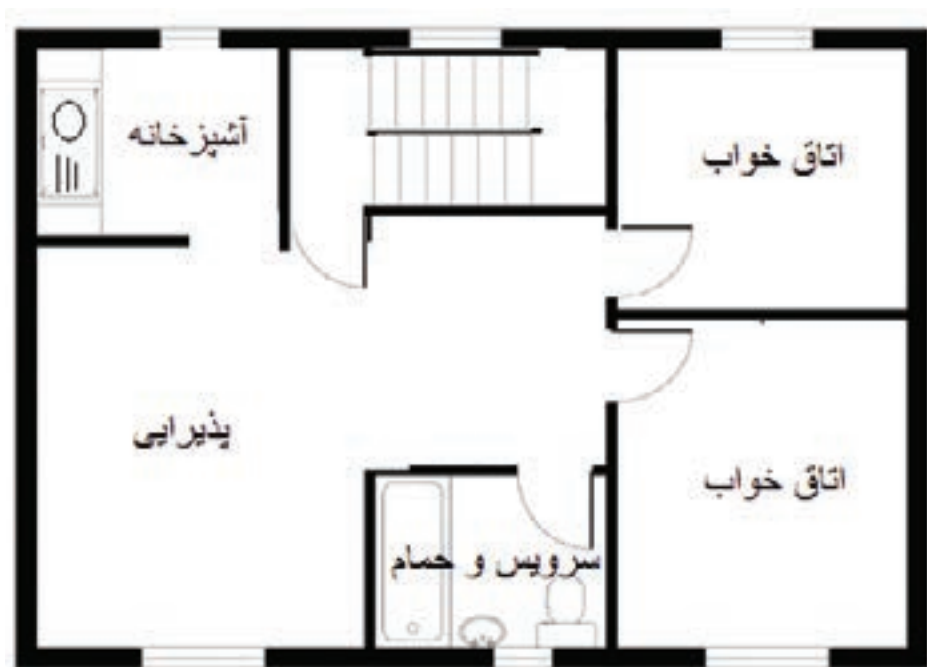 آشپزخانه
اتاق خواب
پذیرایی
اتاق خواب
سرویس و حمام